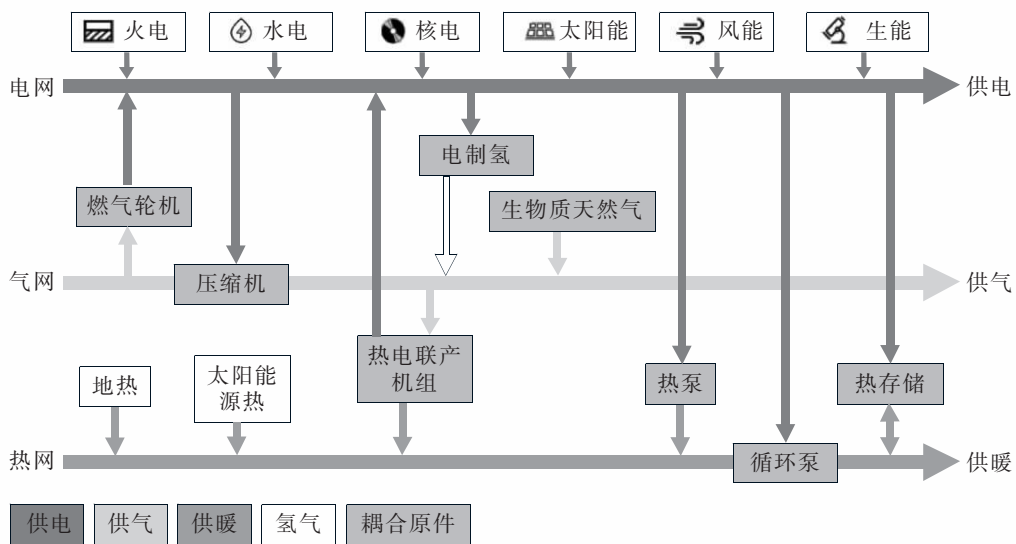 火电
水电
核电
太阳能
风能
生能
电网
供电
电制氢
燃气轮机
生物质天然气
气网
压缩机
供气
热电联产
机组
地热
太阳能
源热
热泵
热存储
热网
循环泵
供暖
供电
供气
供暖
氢气
耦合原件